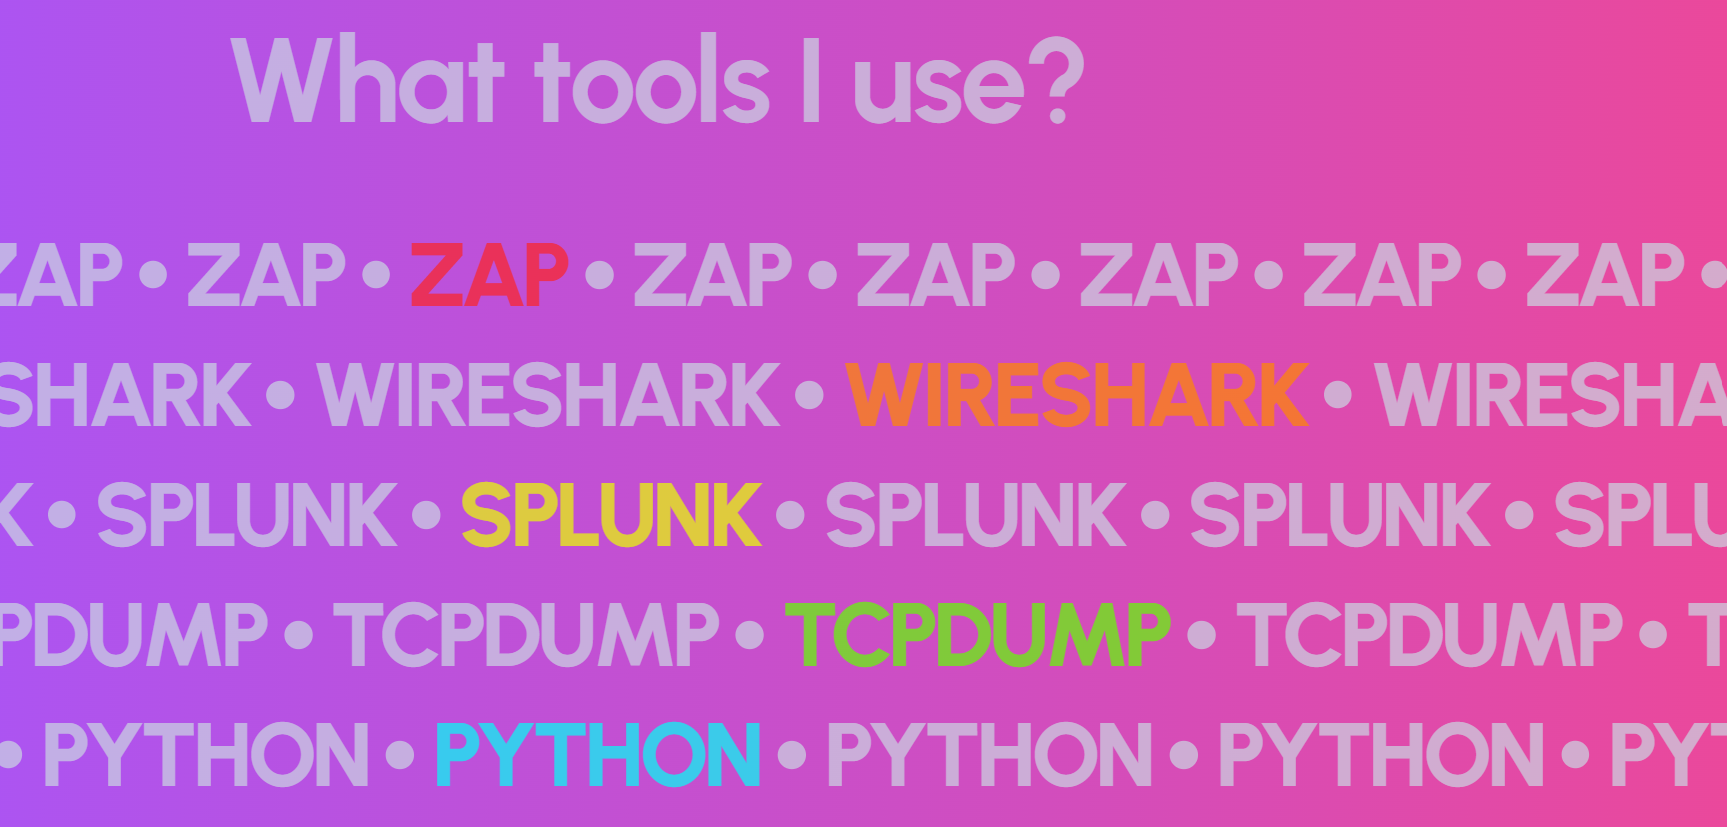 What tools I use?
ZAP • ZAP • ZAP • ZAP • ZAP • ZAP • ZAP • ZAP •
SHARK • WIRESHARK • WIRESHARK • WIRESHA
K • SPLUNK • SPLUNK • SPLUNK • SPLUNK • SPLU
PDUMP • TCPDUMP • TCPDUMP • TCPDUMP • T
• PYTHON • PYTHON • PYTHON • PYTHON • PYT